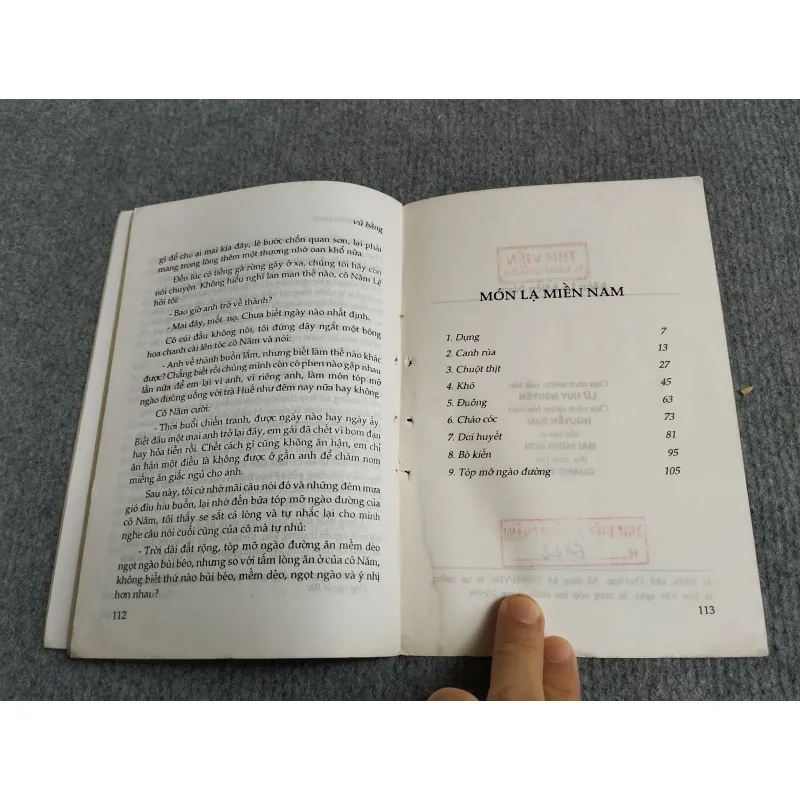 vũ bằng
gì để cho ai mai kia đây, lê bước chốn quan sơn, lại phải
mang trong lòng thêm một thương nhớ oan khổ nữa.
Đến lúc có tiếng gà rừng gáy ở xa, chúng tôi hãy còn
nói chuyện. Không hiểu nghĩ lan man thế nào, cô Năm Lệ
hỏi tôi:
- Bao giờ anh trở về thành?
- Mai đây, mốt nọ. Chưa biết ngày nào nhất định.
Cô cúi đầu không nói, tôi đứng dậy ngắt một bông
hoa chanh cài lên tóc cô Năm và nói:
- Anh về thành buồn lắm, nhưng biết làm thế nào khác
được? Chẳng biết rồi chúng mình còn có phen nào gặp nhau
lần nữa để em lại vì anh, vì riêng anh, làm món tóp mỡ
ngào đường uống với trà Huế như đêm nay nữa hay không.
Cô Năm cười:
- Thời buổi chiến tranh, được ngày nào hay ngày ấy.
Biết đâu một mai anh trở lại đây, em gái đã chết vì bom đạn
hay hỏa tiễn rồi. Chết cách gì cũng không ân hận, em chỉ
ân hận một điều là không được ở gần anh để chăm nom
miếng ăn giấc ngủ cho anh.
Sau này, tôi cứ nhớ mãi câu nói đó và những đêm mưa
gió đìu hiu buồn, lại nhớ đến bữa tóp mỡ ngào đường của
cô Năm, tôi thấy se sắt cả lòng và tự nhắc lại cho mình
nghe câu nói cuối cùng của cô mà tự nhủ:
- Trời dài đất rộng, tóp mỡ ngào đường ăn mềm dẻo
ngọt ngào bùi béo, nhưng so với tấm lòng ăn ở của cô Năm,
không biết thứ nào bùi béo, mềm dẻo, ngọt ngào và ý nhị
hơn nhau?
112
MÓN LẠ MIỀN NAM
1. Dụng 7
2. Canh rùa 13
3. Chuột thịt 27
4. Khô 45
5. Đuông 63
6. Cháo cóc 73
7. Dơi huyết 81
8. Bò kiến 95
9. Tóp mỡ ngào đường 105
113